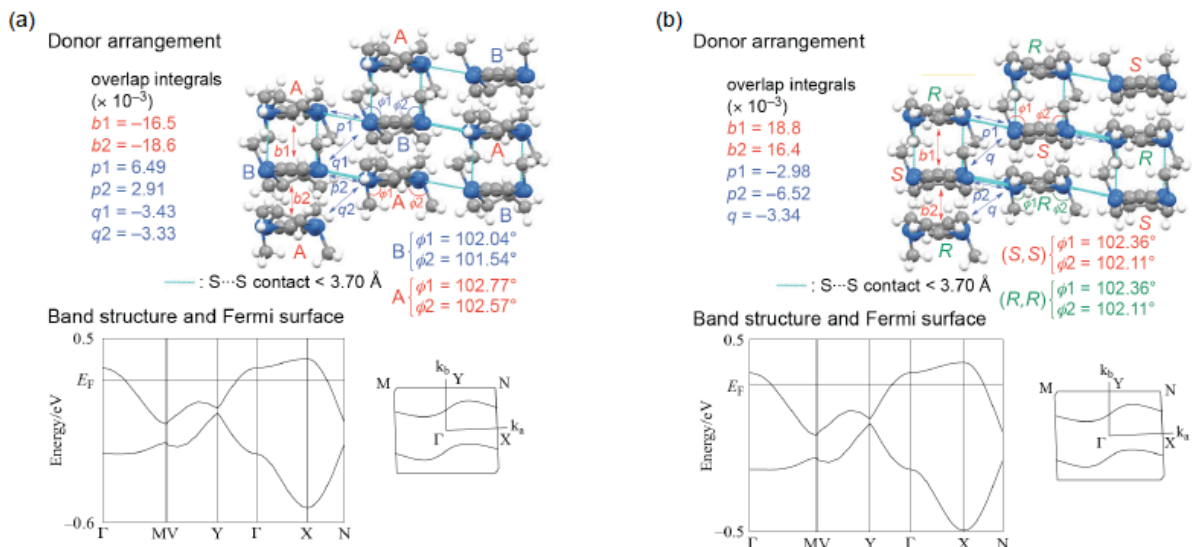 (a)
Donor arrangement
overlap integrals
(× 10⁻³)
b1 = −16.5
b2 = −18.6
p1 = 6.49
p2 = 2.91
q1 = −3.43
q2 = −3.33
A
A
B
B
A
B
A
B
A
b1
b2
p1
q1
p2
q2
ϕ1
ϕ2
ϕ1
ϕ2
B { ϕ1 = 102.04°
ϕ2 = 101.54°
A { ϕ1 = 102.77°
ϕ2 = 102.57°
: S···S contact < 3.70 Å
Band structure and Fermi surface
0.5
E_F
Energy/eV
−0.6
Γ MV Y Γ X N
k_b
M Y N
k_a
Γ X
(b)
Donor arrangement
overlap integrals
(× 10⁻³)
b1 = 18.8
b2 = 16.4
p1 = −2.98
p2 = −6.52
q = −3.34
R
S
R
S
R
S
R
S
R
b1
b2
p1
q
p2
q
ϕ1
ϕ2
ϕ1
ϕ2
(S,S) { ϕ1 = 102.36°
ϕ2 = 102.11°
(R,R) { ϕ1 = 102.36°
ϕ2 = 102.11°
: S···S contact < 3.70 Å
Band structure and Fermi surface
0.5
E_F
Energy/eV
−0.5
Γ MV Y Γ X N
k_b
M Y N
k_a
Γ X